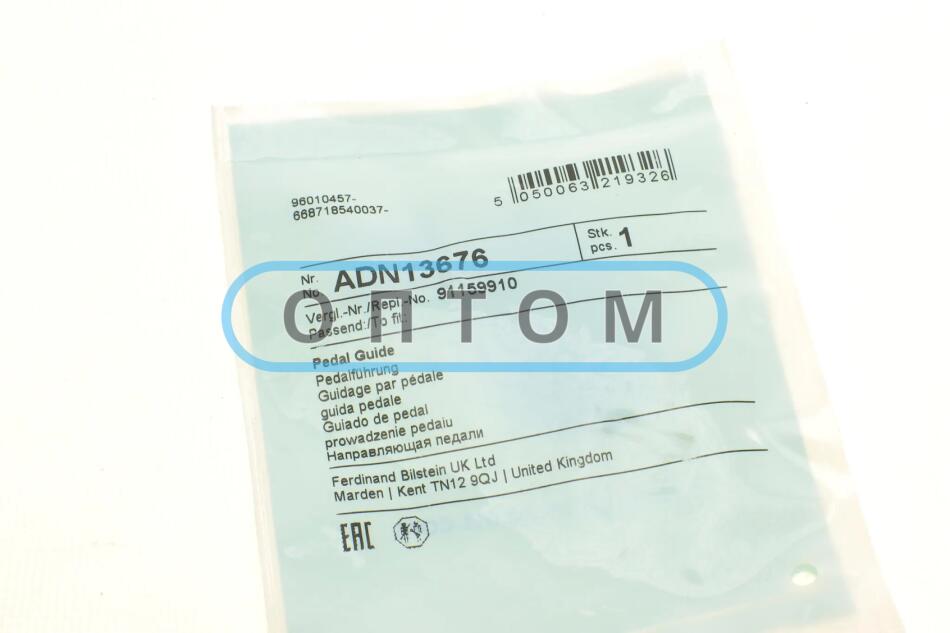 96010457-
668718540037-
5 050063 219326
Nr. No. ADN13676
Stk. pcs. 1
Vergl.-Nr./Repl.-No. 94159910
Passend:/To fit:
ОПТОМ
Pedal Guide
Pedalführung
Guidage par pédale
guida pedale
Guiado de pedal
prowadzenie pedału
Направляющая педали
Ferdinand Bilstein UK Ltd
Marden | Kent TN12 9QJ | United Kingdom
EAC